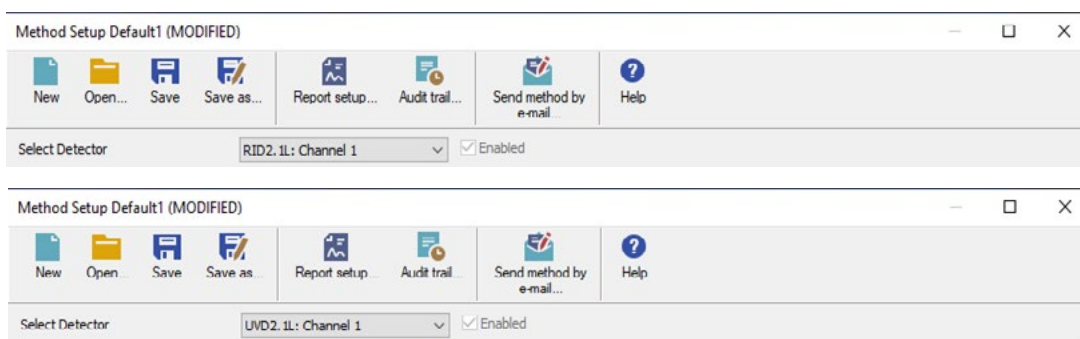 Method Setup Default1 (MODIFIED)
New Open... Save Save as... Report setup... Audit trail... Send method by e-mail... Help
Select Detector RID2.1L: Channel 1 Enabled
Method Setup Default1 (MODIFIED)
New Open... Save Save as... Report setup... Audit trail... Send method by e-mail... Help
Select Detector UVD2.1L: Channel 1 Enabled